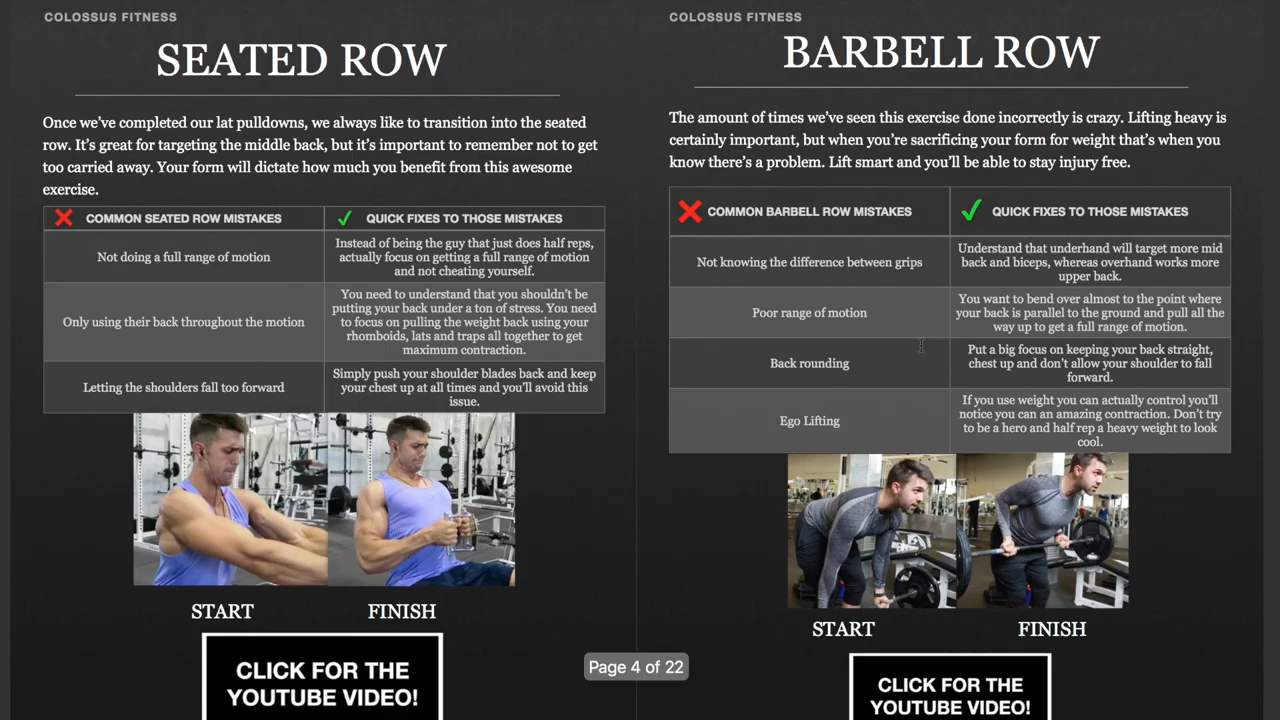 COLOSSUS FITNESS
SEATED ROW
Once we've completed our lat pulldowns, we always like to transition into the seated
row. It's great for targeting the middle back, but it's important to remember not to get
too carried away. Your form will dictate how much you benefit from this awesome
exercise.
COMMON SEATED ROW MISTAKES
QUICK FIXES TO THOSE MISTAKES
Not doing a full range of motion
Instead of being the guy that just does half reps,
actually focus on getting a full range of motion
and not cheating yourself.
Only using their back throughout the motion
You need to understand that you shouldn't be
putting your back under a ton of stress. You need
to focus on pulling the weight back using your
rhomboids, lats and traps all together to get
maximum contraction.
Letting the shoulders fall too forward
Simply push your shoulder blades back and keep
your chest up at all times and you'll avoid this
issue.
START
FINISH
CLICK FOR THE
YOUTUBE VIDEO!
COLOSSUS FITNESS
BARBELL ROW
The amount of times we've seen this exercise done incorrectly is crazy. Lifting heavy is
certainly important, but when you're sacrificing your form for weight that's when you
know there's a problem. Lift smart and you'll be able to stay injury free.
COMMON BARBELL ROW MISTAKES
QUICK FIXES TO THOSE MISTAKES
Not knowing the difference between grips
Understand that underhand will target more mid
back and biceps, whereas overhand works more
upper back.
Poor range of motion
You want to bend over almost to the point where
your back is parallel to the ground and pull all the
way up to get a full range of motion.
Back rounding
Put a big focus on keeping your back straight,
chest up and don't allow your shoulder to fall
forward.
Ego Lifting
If you use weight you can actually control you'll
notice you can an amazing contraction. Don't try
to be a hero and half rep a heavy weight to look
cool.
START
FINISH
CLICK FOR THE
YOUTUBE VIDEO!
Page 4 of 22